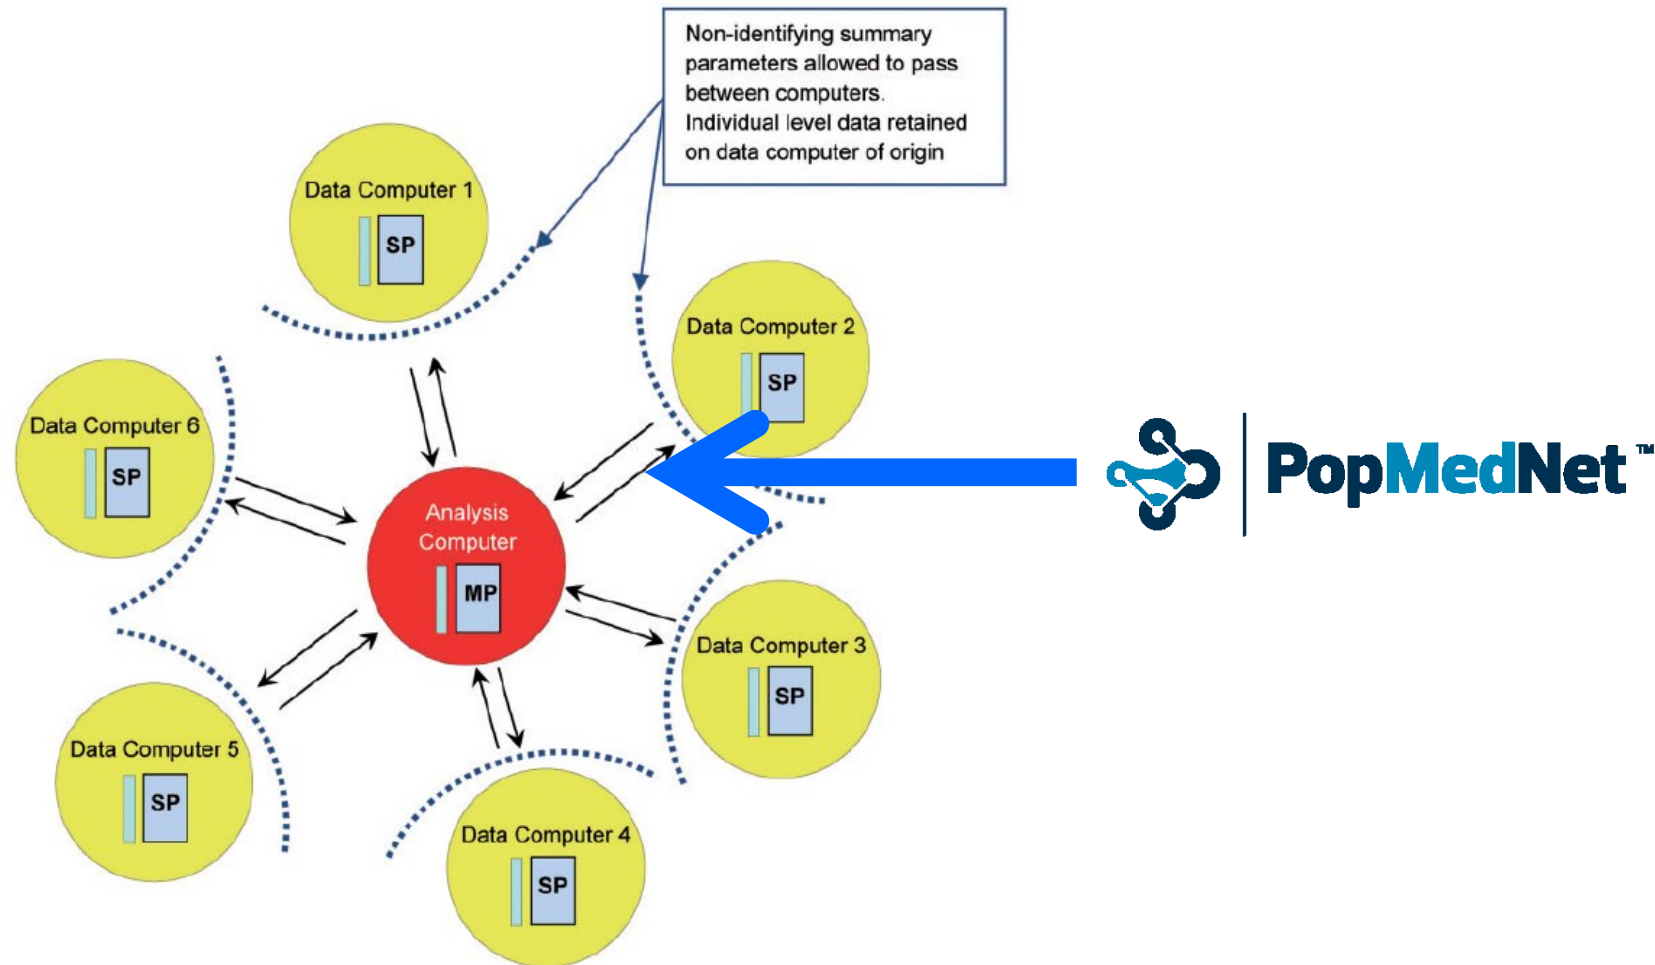 Non-identifying summary
parameters allowed to pass
between computers.
Individual level data retained
on data computer of origin
Data Computer 1
SP
Data Computer 2
SP
Data Computer 6
SP
Analysis
Computer
MP
PopMedNet™
Data Computer 3
SP
Data Computer 5
SP
Data Computer 4
SP